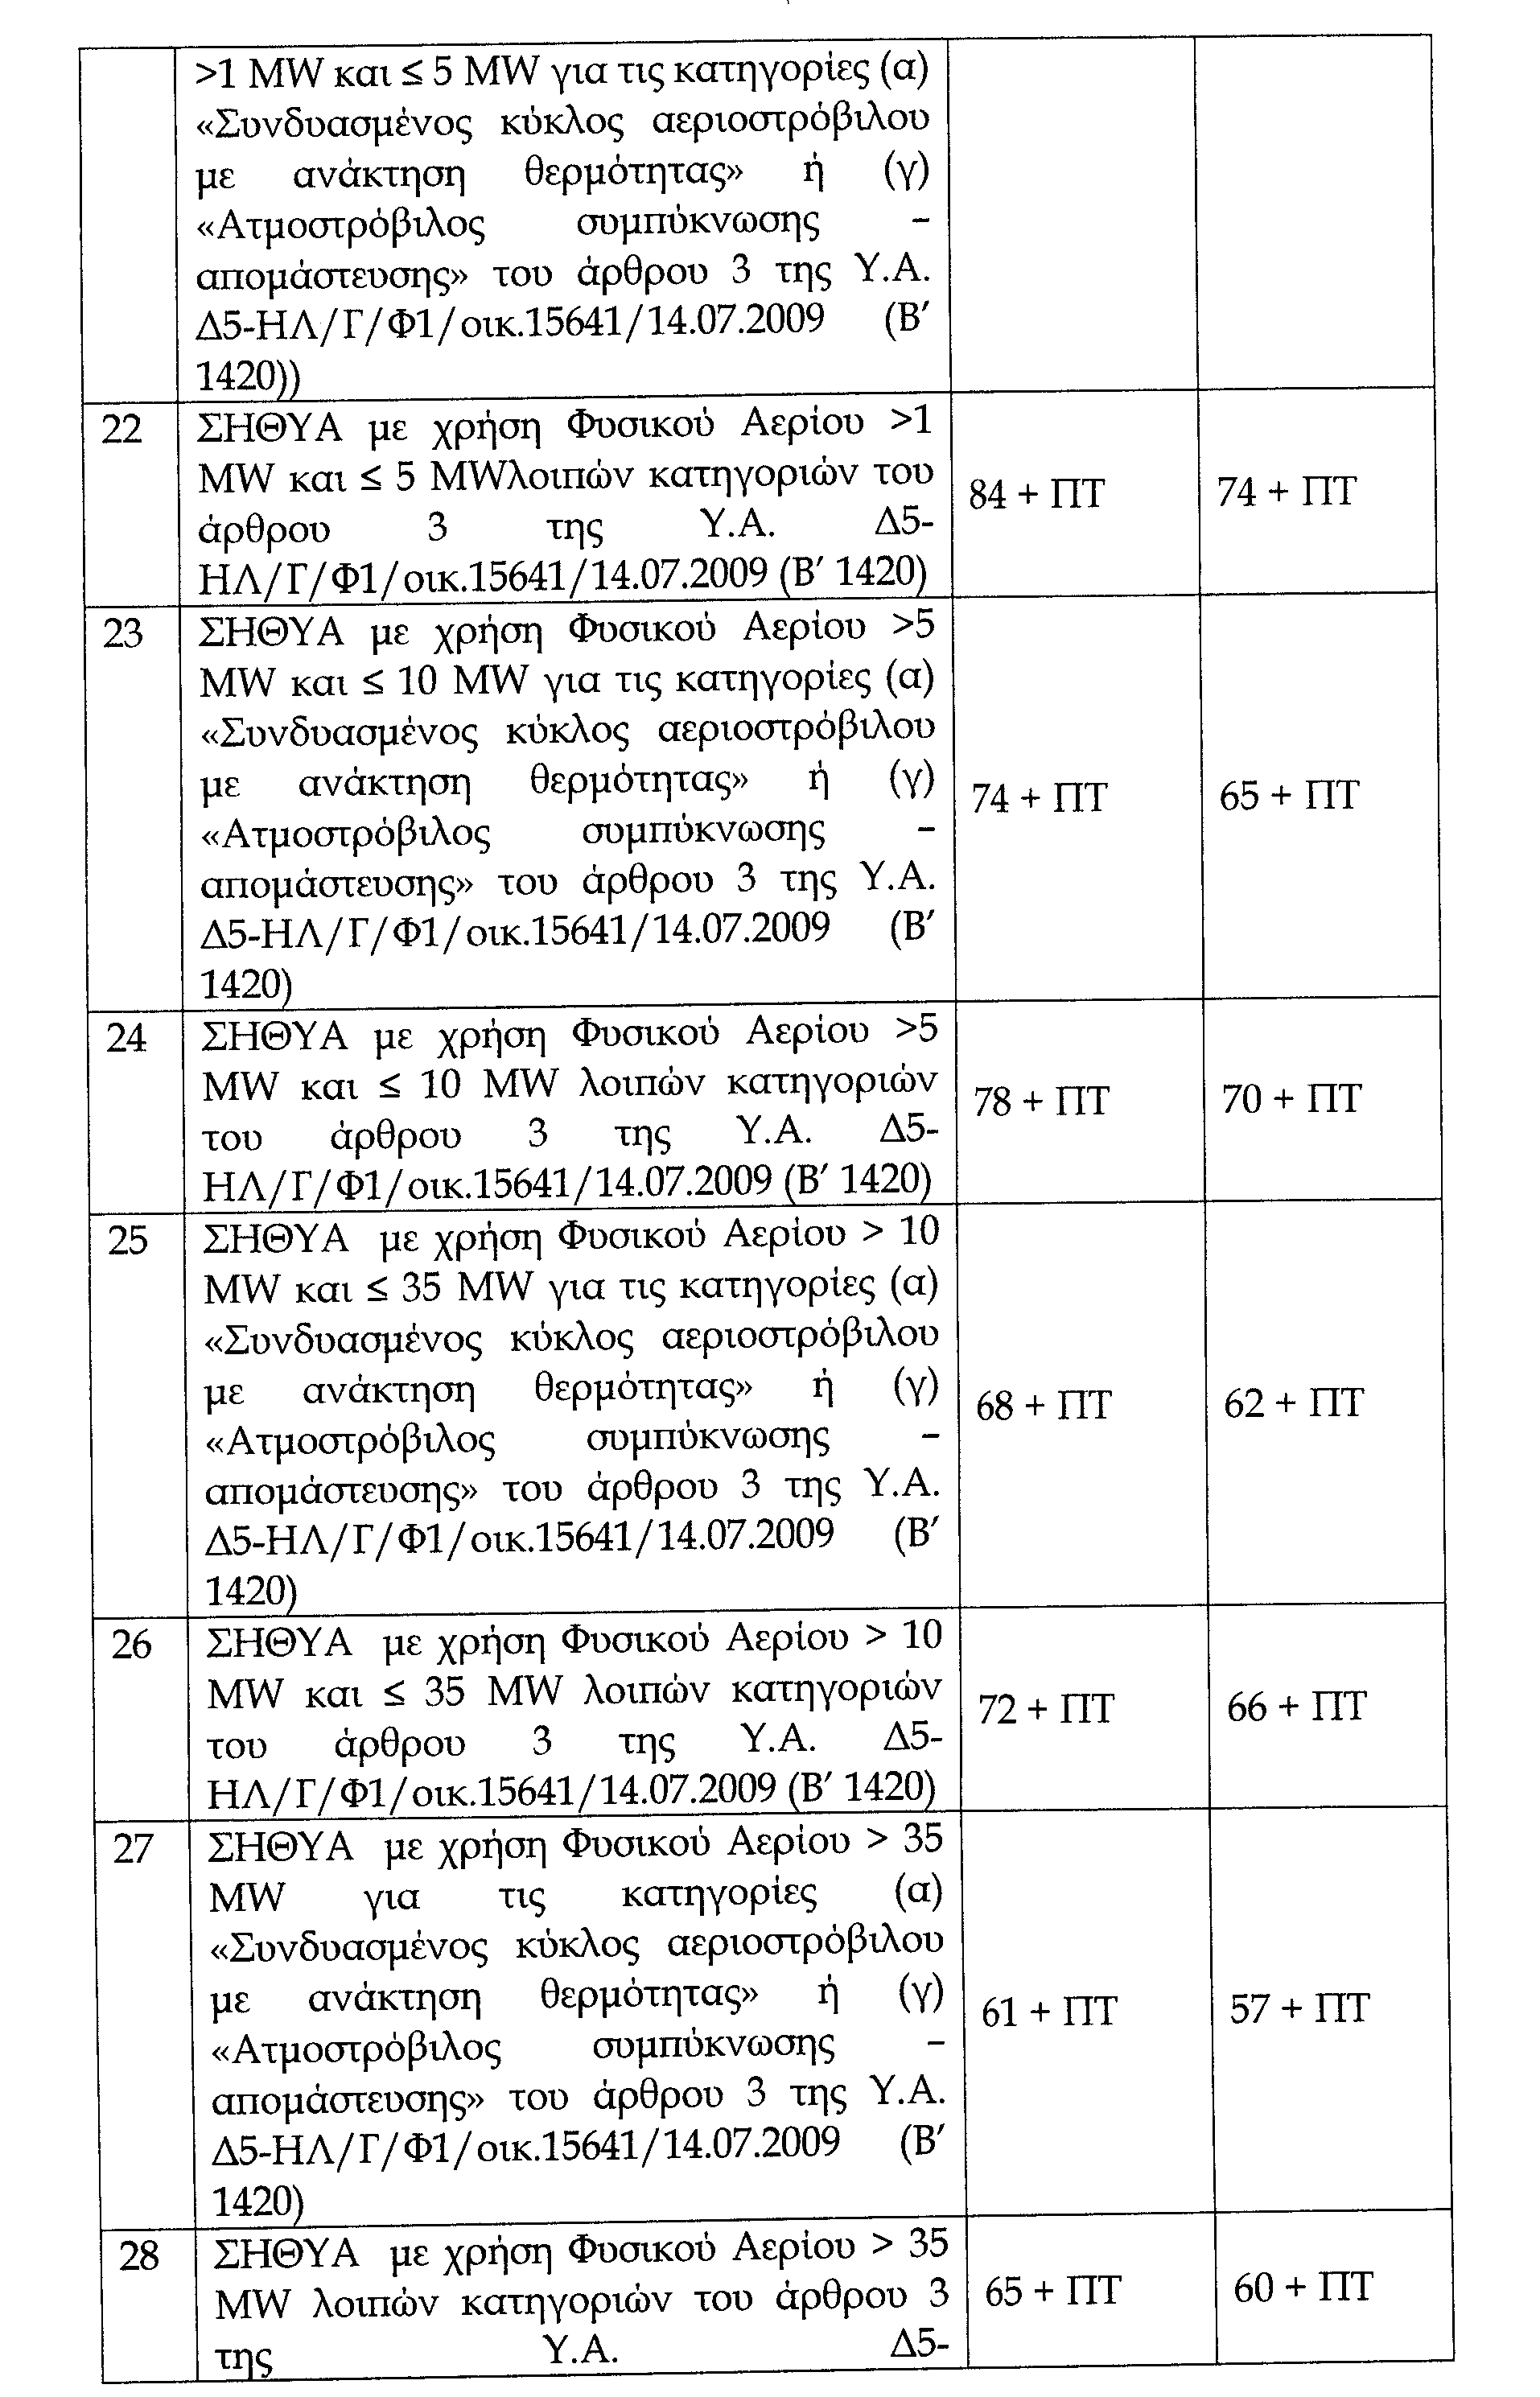 >1 MW και ≤ 5 MW για τις κατηγορίες (α)
«Συνδυασμένος κύκλος αεριοστρόβιλου
με ανάκτηση θερμότητας» ή (γ)
«Ατμοστρόβιλος συμπύκνωσης –
απομάστευσης» του άρθρου 3 της Υ.Α.
Δ5-ΗΛ/Γ/Φ1/οικ.15641/14.07.2009 (Β'
1420))
22 ΣΗΘΥΑ με χρήση Φυσικού Αερίου >1
MW και ≤ 5 MWλοιπών κατηγοριών του
άρθρου 3 της Υ.Α. Δ5-
ΗΛ/Γ/Φ1/οικ.15641/14.07.2009 (Β' 1420)
84 + ΠΤ 74 + ΠΤ
23 ΣΗΘΥΑ με χρήση Φυσικού Αερίου >5
MW και ≤ 10 MW για τις κατηγορίες (α)
«Συνδυασμένος κύκλος αεριοστρόβιλου
με ανάκτηση θερμότητας» ή (γ)
«Ατμοστρόβιλος συμπύκνωσης –
απομάστευσης» του άρθρου 3 της Υ.Α.
Δ5-ΗΛ/Γ/Φ1/οικ.15641/14.07.2009 (Β'
1420)
74 + ΠΤ 65 + ΠΤ
24 ΣΗΘΥΑ με χρήση Φυσικού Αερίου >5
MW και ≤ 10 MW λοιπών κατηγοριών
του άρθρου 3 της Υ.Α. Δ5-
ΗΛ/Γ/Φ1/οικ.15641/14.07.2009 (Β' 1420)
78 + ΠΤ 70 + ΠΤ
25 ΣΗΘΥΑ με χρήση Φυσικού Αερίου > 10
MW και ≤ 35 MW για τις κατηγορίες (α)
«Συνδυασμένος κύκλος αεριοστρόβιλου
με ανάκτηση θερμότητας» ή (γ)
«Ατμοστρόβιλος συμπύκνωσης –
απομάστευσης» του άρθρου 3 της Υ.Α.
Δ5-ΗΛ/Γ/Φ1/οικ.15641/14.07.2009 (Β'
1420)
68 + ΠΤ 62 + ΠΤ
26 ΣΗΘΥΑ με χρήση Φυσικού Αερίου > 10
MW και ≤ 35 MW λοιπών κατηγοριών
του άρθρου 3 της Υ.Α. Δ5-
ΗΛ/Γ/Φ1/οικ.15641/14.07.2009 (Β' 1420)
72 + ΠΤ 66 + ΠΤ
27 ΣΗΘΥΑ με χρήση Φυσικού Αερίου > 35
MW για τις κατηγορίες (α)
«Συνδυασμένος κύκλος αεριοστρόβιλου
με ανάκτηση θερμότητας» ή (γ)
«Ατμοστρόβιλος συμπύκνωσης –
απομάστευσης» του άρθρου 3 της Υ.Α.
Δ5-ΗΛ/Γ/Φ1/οικ.15641/14.07.2009 (Β'
1420)
61 + ΠΤ 57 + ΠΤ
28 ΣΗΘΥΑ με χρήση Φυσικού Αερίου > 35
MW λοιπών κατηγοριών του άρθρου 3
της Υ.Α. Δ5-
65 + ΠΤ 60 + ΠΤ